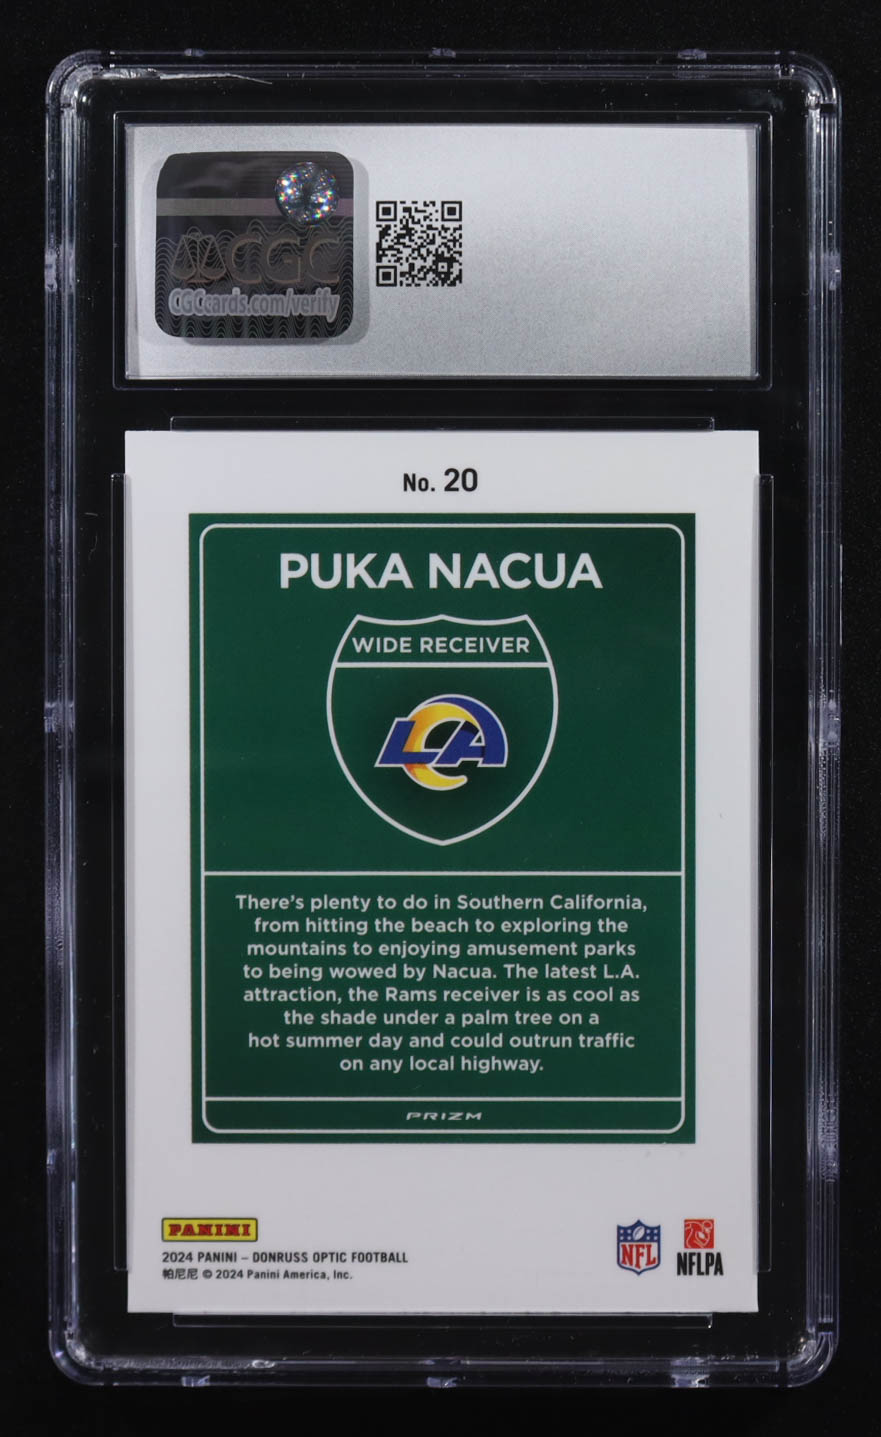 CGC
CGCcards.com/verify
No. 20
PUKA NACUA
WIDE RECEIVER
LA
There's plenty to do in Southern California,
from hitting the beach to exploring the
mountains to enjoying amusement parks
to being wowed by Nacua. The latest L.A.
attraction, the Rams receiver is as cool as
the shade under a palm tree on a
hot summer day and could outrun traffic
on any local highway.
PRIZM
PANINI
2024 PANINI – DONRUSS OPTIC FOOTBALL
帕尼尼 © 2024 Panini America, Inc.
NFL
NFLPA
CGC